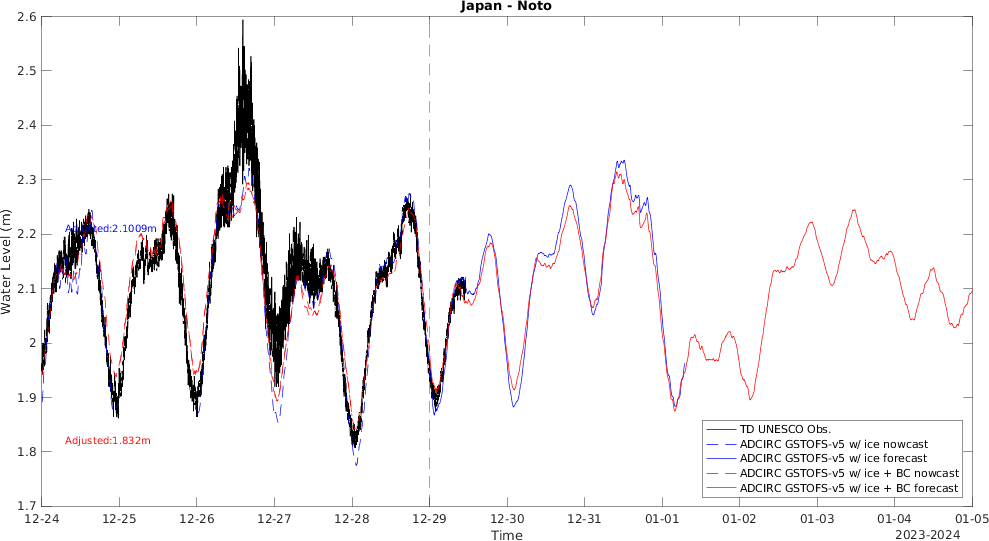 Japan - Noto
2.6
2.5
2.4
2.3
2.2
2.1
2
1.9
1.8
1.7
Water Level (m)
Adjusted:2.1009m
Adjusted:1.832m
TD UNESCO Obs.
ADCIRC GSTOFS-v5 w/ ice nowcast
ADCIRC GSTOFS-v5 w/ ice forecast
ADCIRC GSTOFS-v5 w/ ice + BC nowcast
ADCIRC GSTOFS-v5 w/ ice + BC forecast
12-24 12-25 12-26 12-27 12-28 12-29 12-30 12-31 01-01 01-02 01-03 01-04 01-05
Time
2023-2024